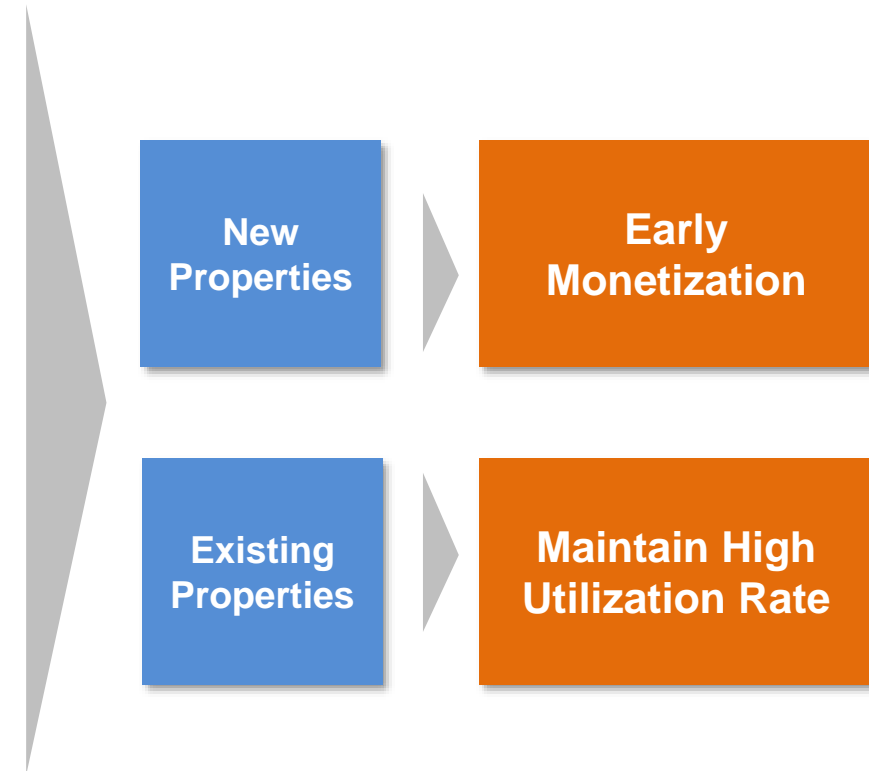 New
Properties
Early
Monetization
Existing
Properties
Maintain High
Utilization Rate